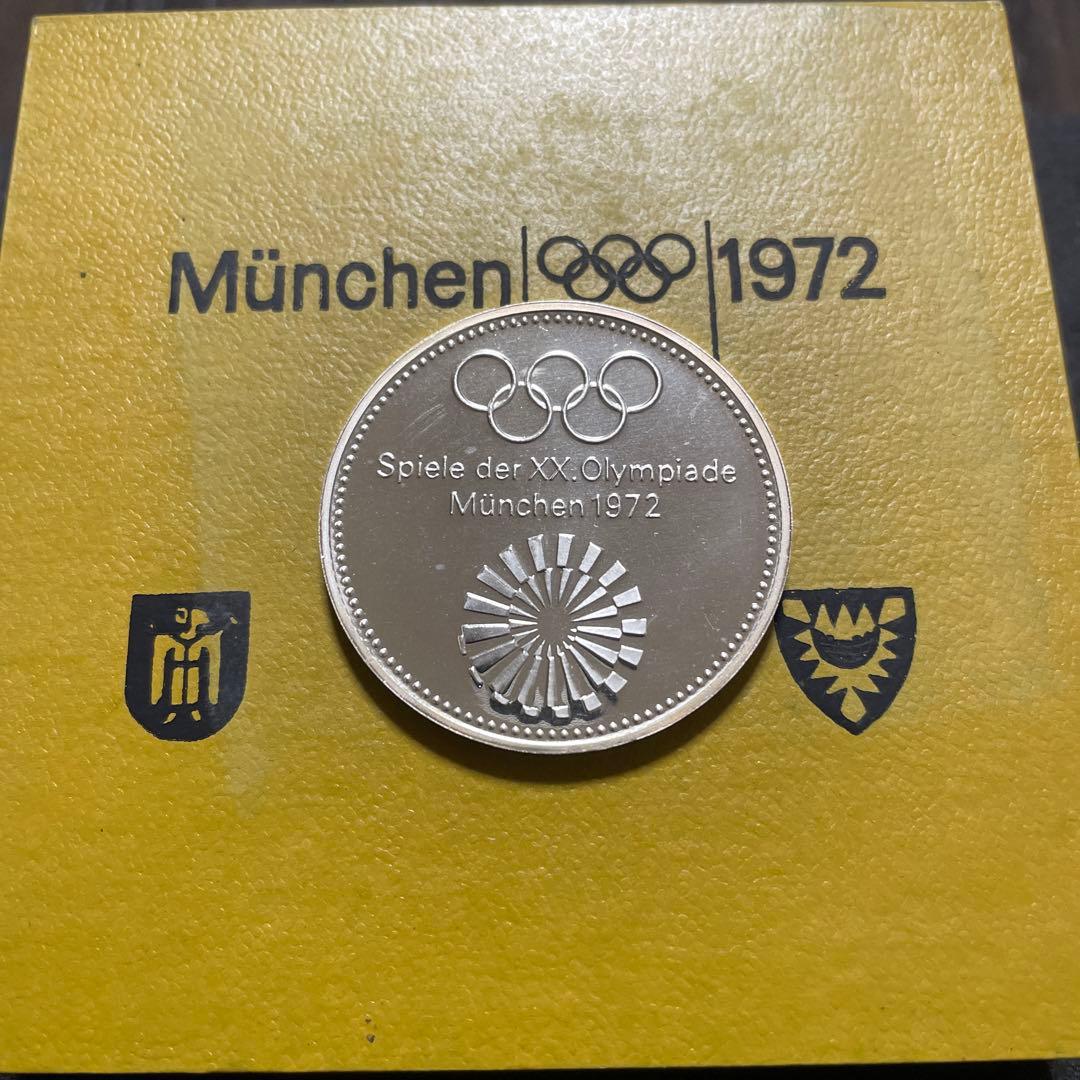 München 1972
Spiele der XX. Olympiade
München 1972